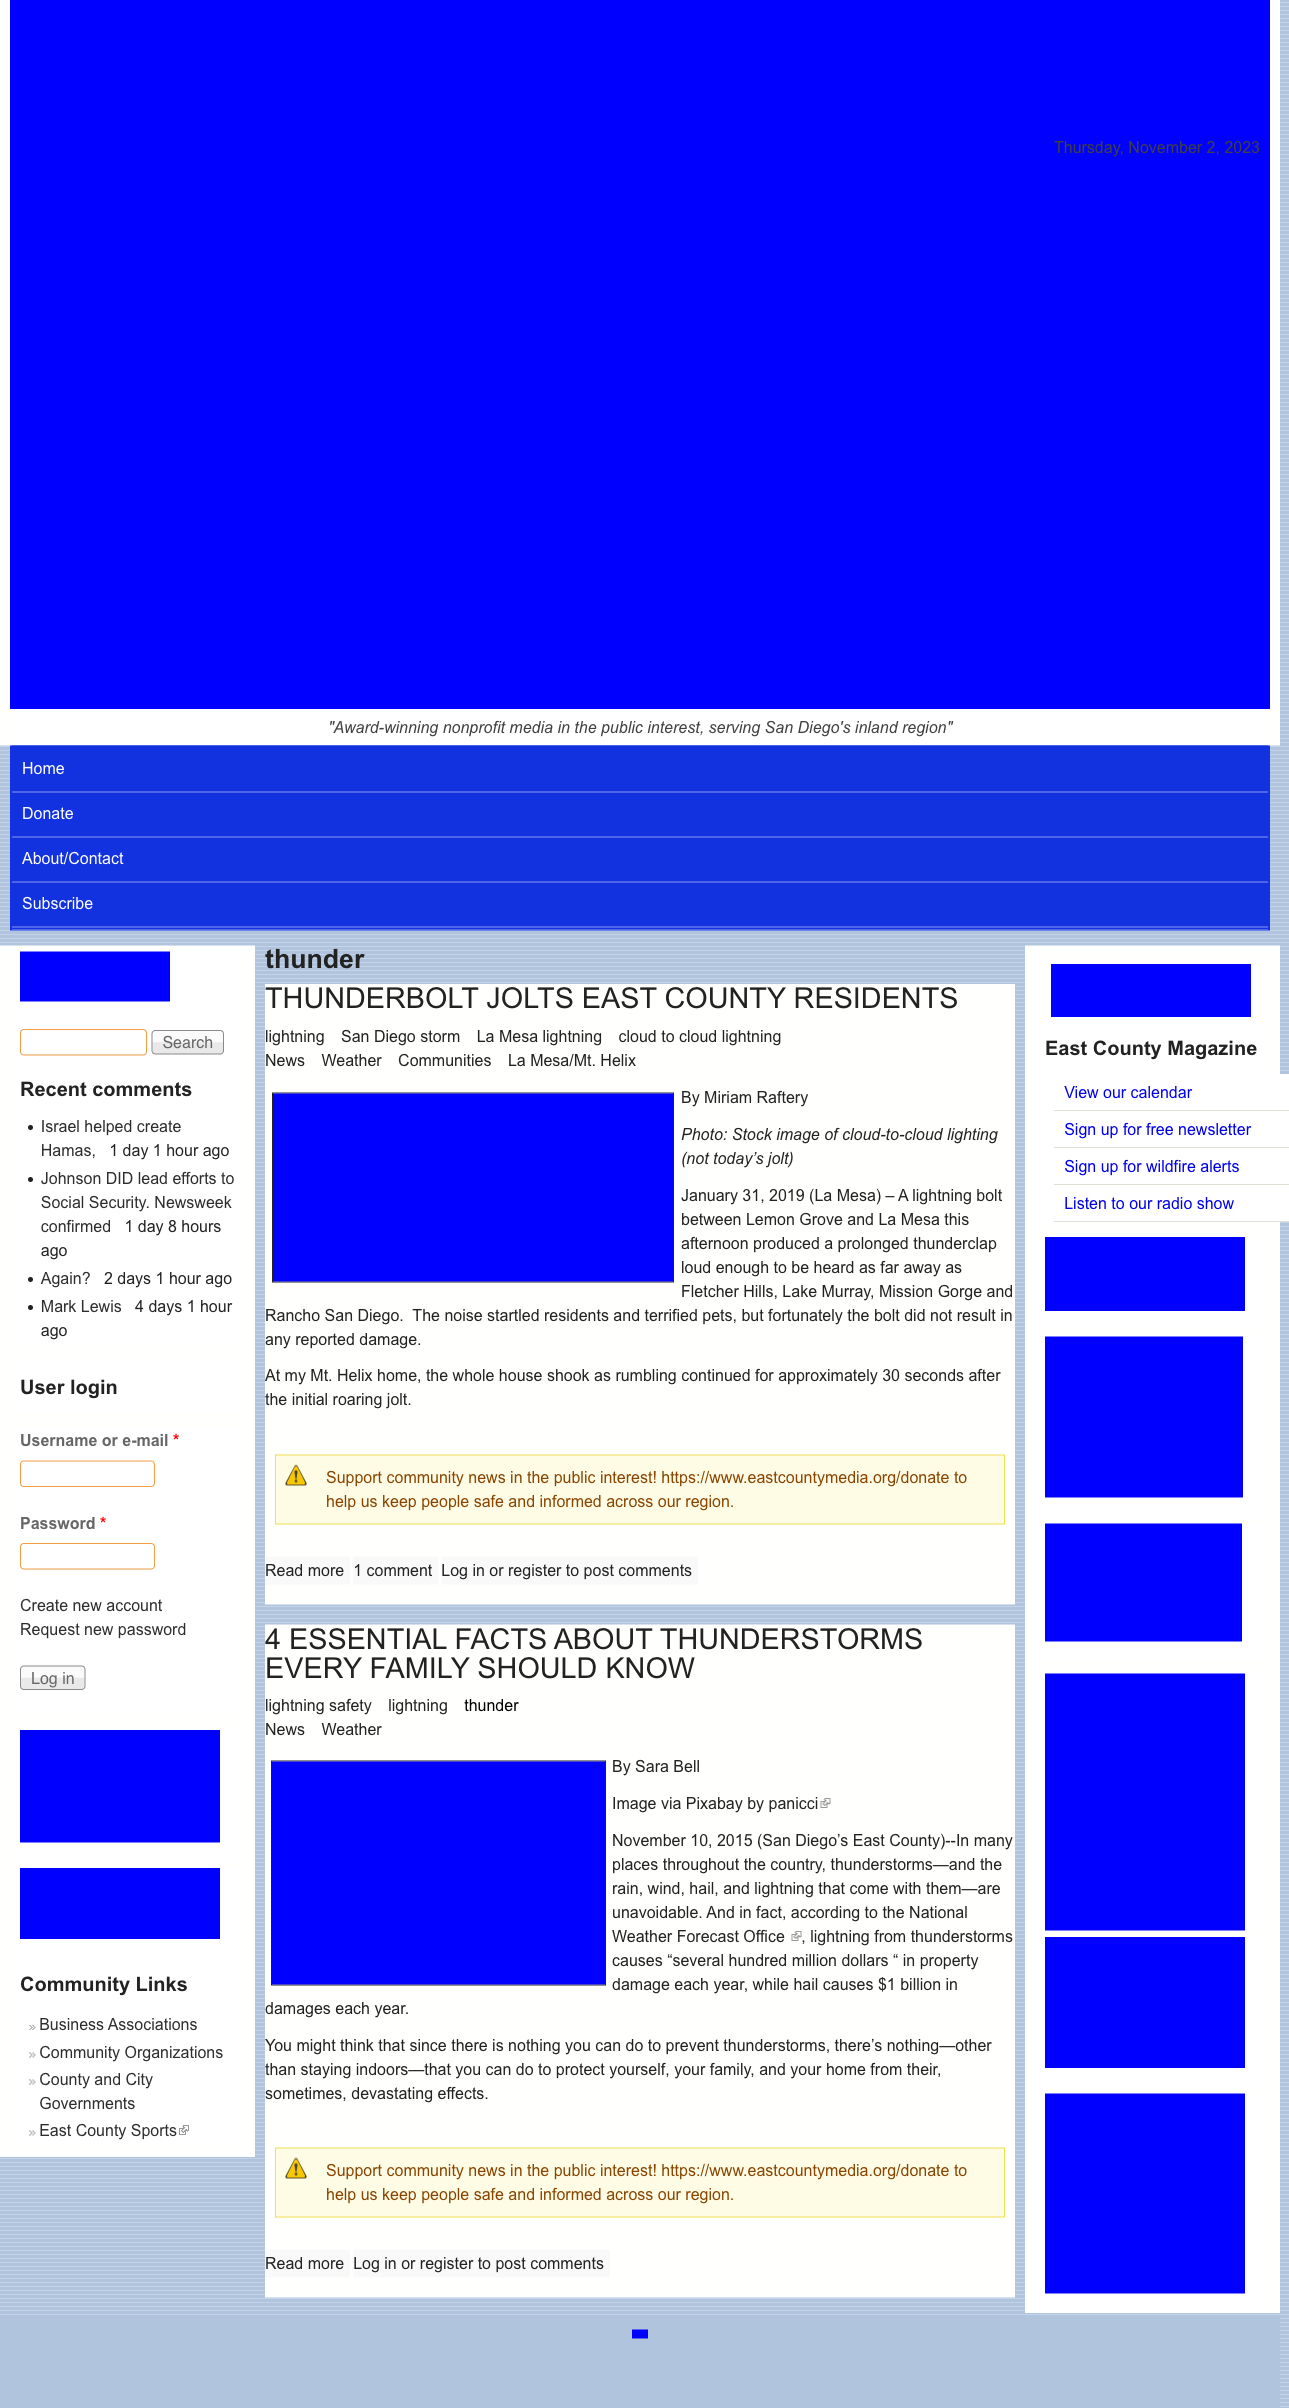 Thursday, November 2, 2023
"Award-winning nonprofit media in the public interest, serving San Diego's inland region"
Home
Donate
About/Contact
Subscribe
Search
Recent comments
Israel helped create
Hamas, 1 day 1 hour ago
Johnson DID lead efforts to
Social Security. Newsweek
confirmed 1 day 8 hours
ago
Again? 2 days 1 hour ago
Mark Lewis 4 days 1 hour
ago
User login
Username or e-mail *
Password *
Create new account
Request new password
Log in
Community Links
» Business Associations
» Community Organizations
» County and City
Governments
» East County Sports
thunder
THUNDERBOLT JOLTS EAST COUNTY RESIDENTS
lightning San Diego storm La Mesa lightning cloud to cloud lightning
News Weather Communities La Mesa/Mt. Helix
By Miriam Raftery
Photo: Stock image of cloud-to-cloud lighting
(not today’s jolt)
January 31, 2019 (La Mesa) – A lightning bolt
between Lemon Grove and La Mesa this
afternoon produced a prolonged thunderclap
loud enough to be heard as far away as
Fletcher Hills, Lake Murray, Mission Gorge and
Rancho San Diego. The noise startled residents and terrified pets, but fortunately the bolt did not result in
any reported damage.
At my Mt. Helix home, the whole house shook as rumbling continued for approximately 30 seconds after
the initial roaring jolt.
Support community news in the public interest! https://www.eastcountymedia.org/donate to
help us keep people safe and informed across our region.
Read more 1 comment Log in or register to post comments
4 ESSENTIAL FACTS ABOUT THUNDERSTORMS
EVERY FAMILY SHOULD KNOW
lightning safety lightning thunder
News Weather
By Sara Bell
Image via Pixabay by panicci
November 10, 2015 (San Diego’s East County)--In many
places throughout the country, thunderstorms—and the
rain, wind, hail, and lightning that come with them—are
unavoidable. And in fact, according to the National
Weather Forecast Office , lightning from thunderstorms
causes “several hundred million dollars “ in property
damage each year, while hail causes $1 billion in
damages each year.
You might think that since there is nothing you can do to prevent thunderstorms, there’s nothing—other
than staying indoors—that you can do to protect yourself, your family, and your home from their,
sometimes, devastating effects.
Support community news in the public interest! https://www.eastcountymedia.org/donate to
help us keep people safe and informed across our region.
Read more Log in or register to post comments
East County Magazine
View our calendar
Sign up for free newsletter
Sign up for wildfire alerts
Listen to our radio show